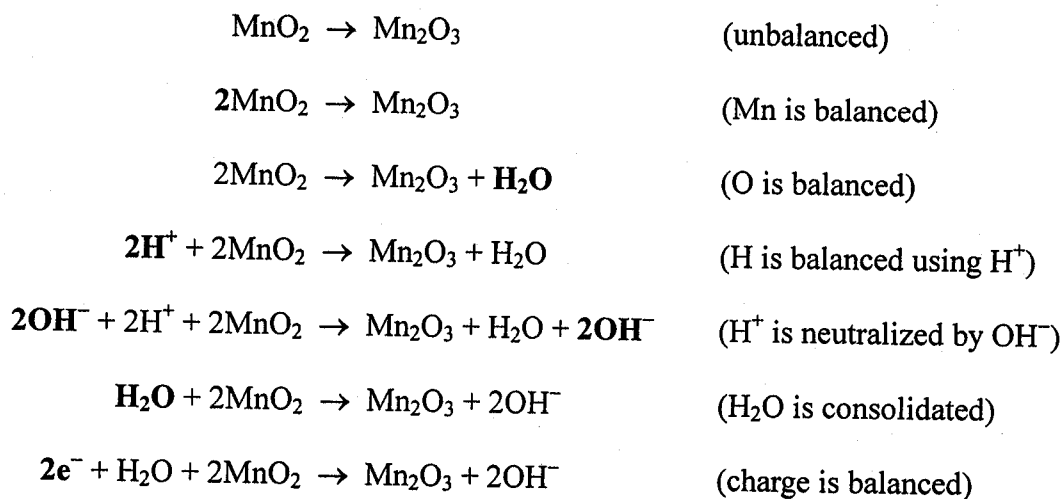 MnO₂ → Mn₂O₃ (unbalanced)
2MnO₂ → Mn₂O₃ (Mn is balanced)
2MnO₂ → Mn₂O₃ + H₂O (O is balanced)
2H⁺ + 2MnO₂ → Mn₂O₃ + H₂O (H is balanced using H⁺)
2OH⁻ + 2H⁺ + 2MnO₂ → Mn₂O₃ + H₂O + 2OH⁻ (H⁺ is neutralized by OH⁻)
H₂O + 2MnO₂ → Mn₂O₃ + 2OH⁻ (H₂O is consolidated)
2e⁻ + H₂O + 2MnO₂ → Mn₂O₃ + 2OH⁻ (charge is balanced)